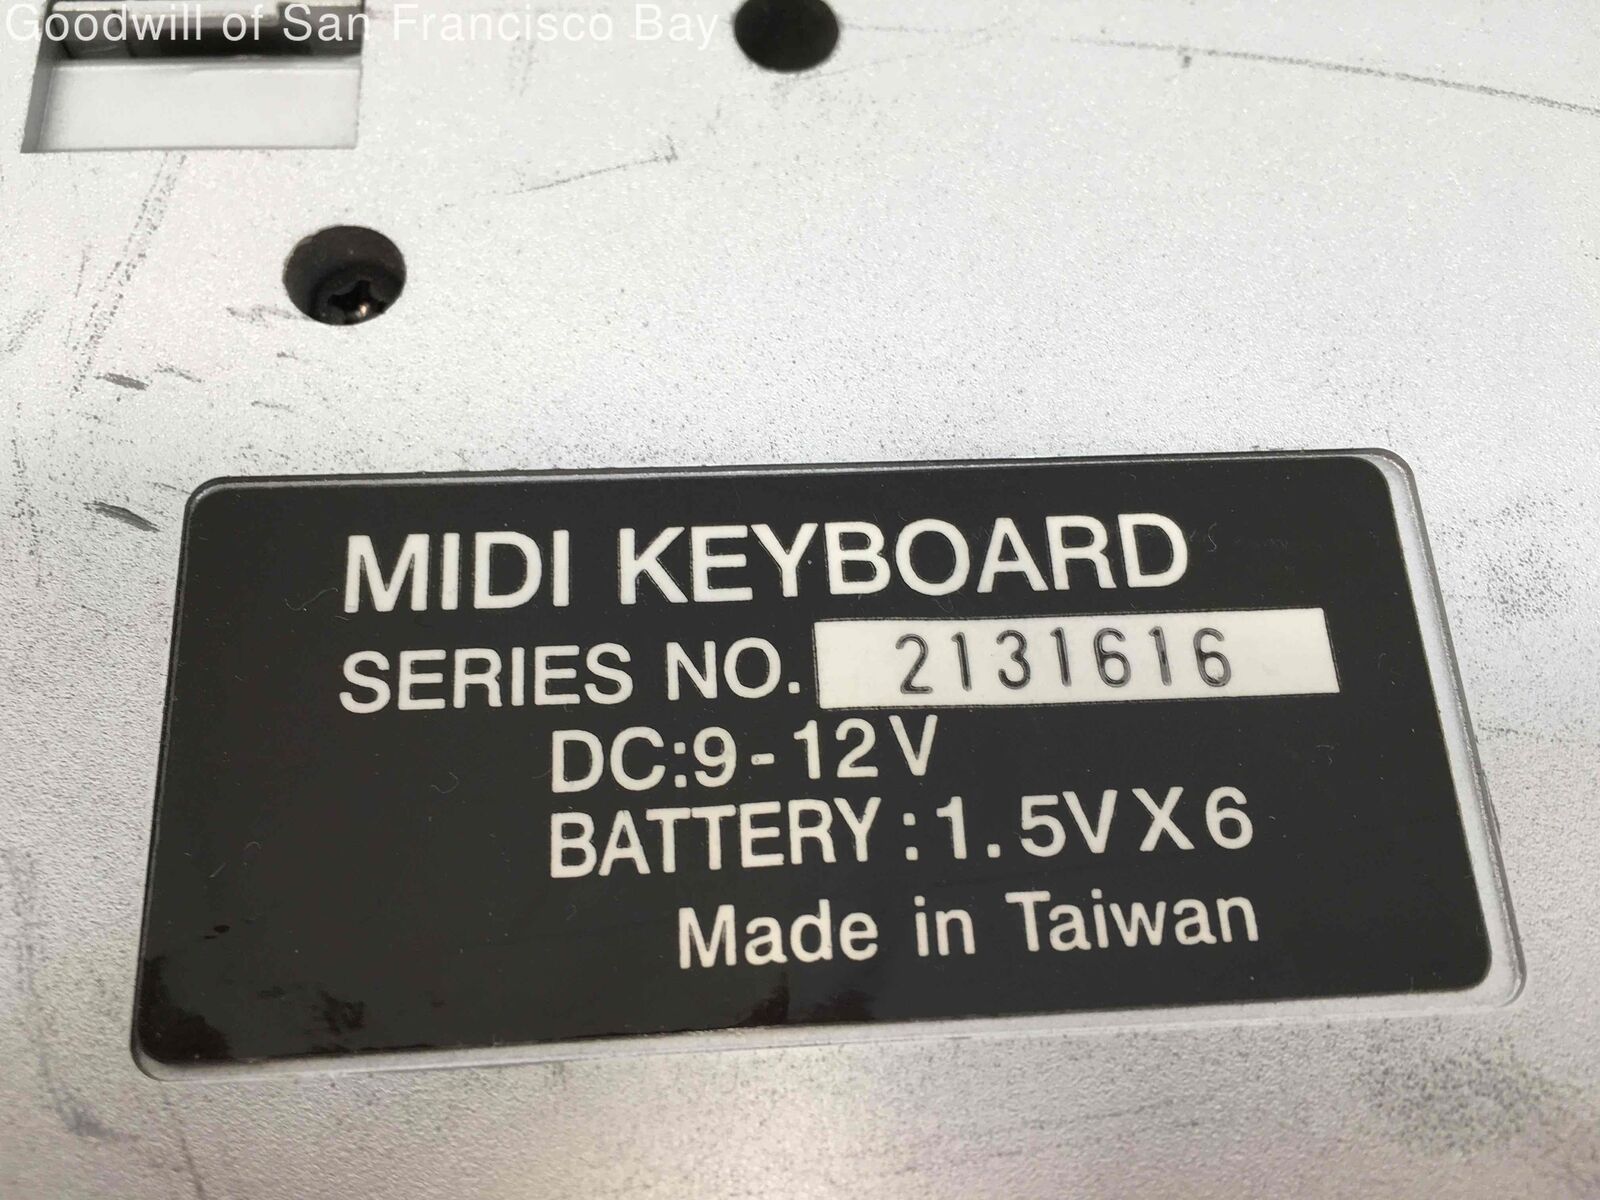 Goodwill of San Francisco Bay
MIDI KEYBOARD
SERIES NO. 2131616
DC:9-12V
BATTERY:1.5VX6
Made in Taiwan